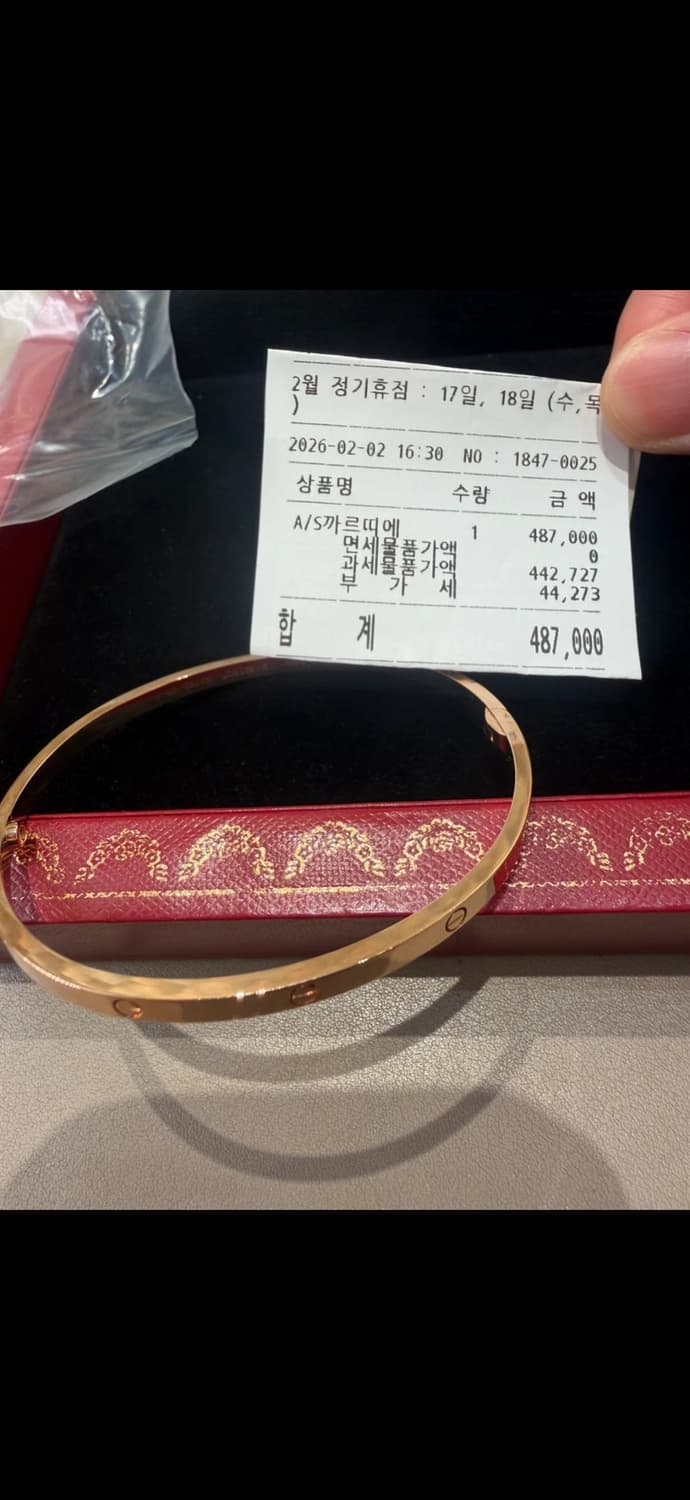 2월 정기휴점 : 17일, 18일 (수,목
)
2026-02-02 16:30 NO : 1847-0025
상품명 수량 금 액
A/S까르띠에 1 487,000
면세물품가액 0
과세물품가액 442,727
부 가 세 44,273
합 계 487,000